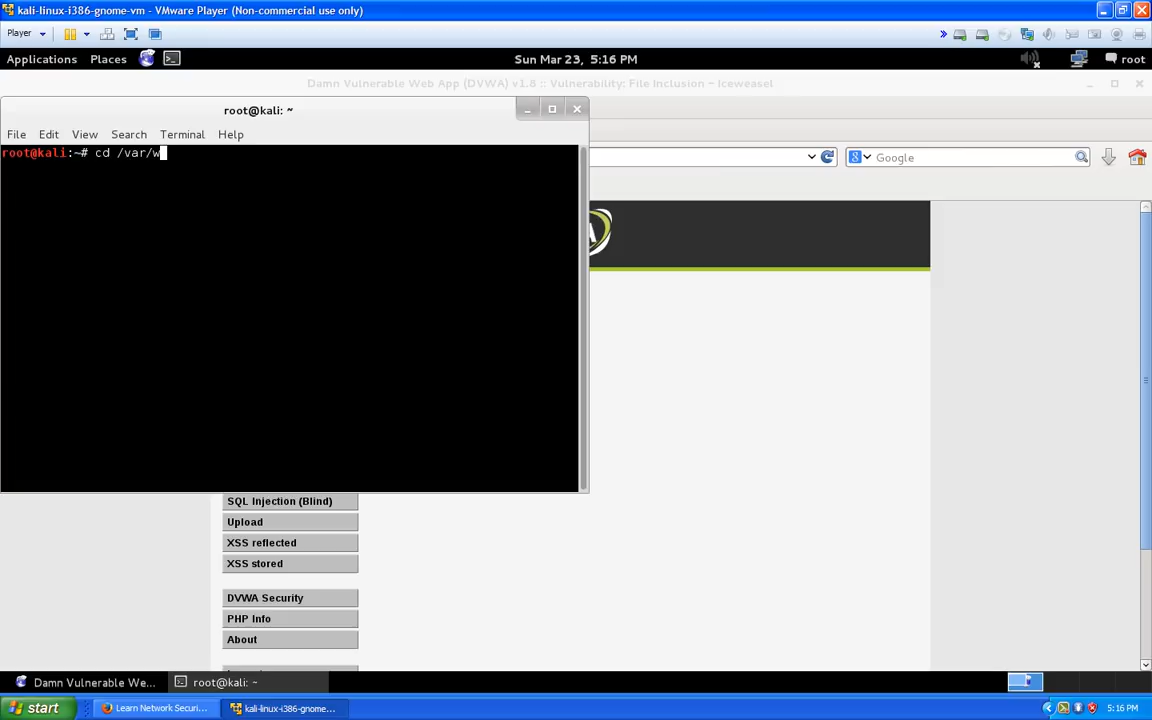 kali-linux-i386-gnome-vm - VMware Player (Non-commercial use only)
Player
Applications Places Sun Mar 23, 5:16 PM root
Damn Vulnerable Web App (DVWA) v1.8 :: Vulnerability: File Inclusion - Iceweasel
root@kali: ~
File Edit View Search Terminal Help
root@kali:~# cd /var/w
Google
SQL Injection (Blind)
Upload
XSS reflected
XSS stored
DVWA Security
PHP Info
About
Damn Vulnerable We...
root@kali: ~
start
Learn Network Securi...
kali-linux-i386-gnome...
5:16 PM